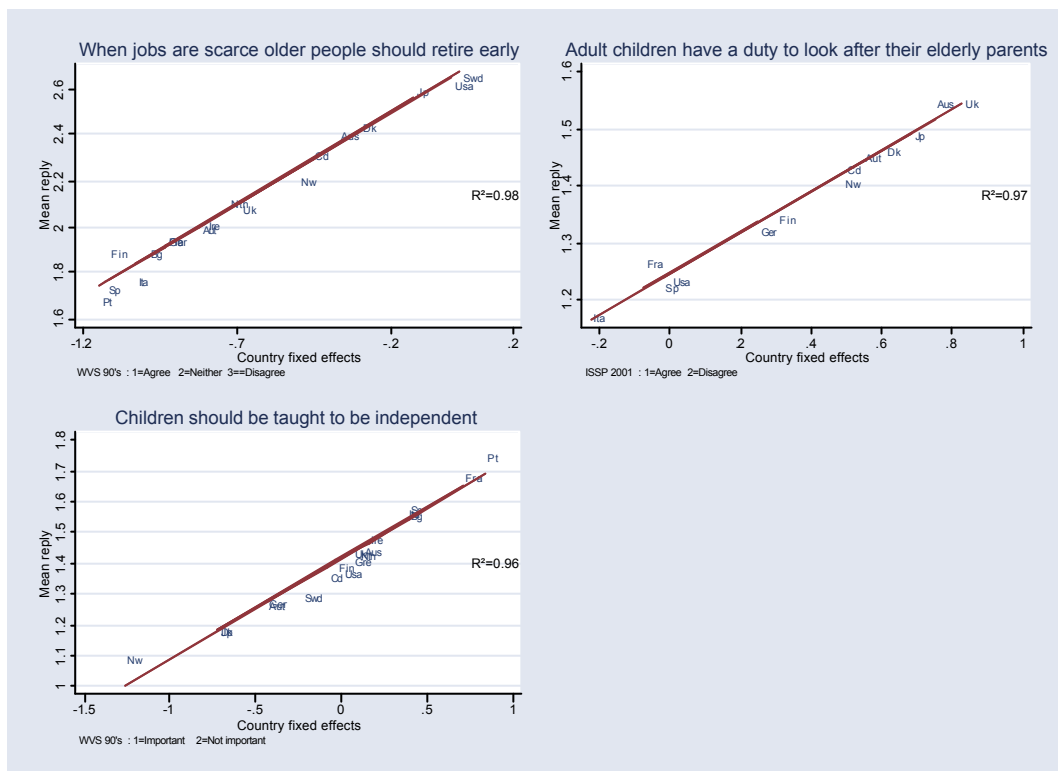 When jobs are scarce older people should retire early
Mean reply
2.6
2.4
2.2
2
1.8
1.6
Swd
Usa
Jp
Dk
Aus
Cd
Nw
Nth
Uk
Fin
Ita
Sp
Pt
R²=0.98
-1.2
-.7
-.2
.2
Country fixed effects
WVS 90's : 1=Agree 2=Neither 3==Disagree
Adult children have a duty to look after their elderly parents
Mean reply
1.6
1.5
1.4
1.3
1.2
Aus
Uk
Jp
Dk
Aut
Cd
Nw
Fin
Ger
Fra
Usa
Sp
Ita
R²=0.97
-.2
0
.2
.4
.6
.8
1
Country fixed effects
ISSP 2001 : 1=Agree 2=Disagree
Children should be taught to be independent
Mean reply
1.8
1.7
1.6
1.5
1.4
1.3
1.2
1.1
1
Pt
Fra
Ire
Aus
Nth
Gre
Fin
Usa
Cd
Swd
Nw
R²=0.96
-1.5
-1
-.5
0
.5
1
Country fixed effects
WVS 90's : 1=Important 2=Not important